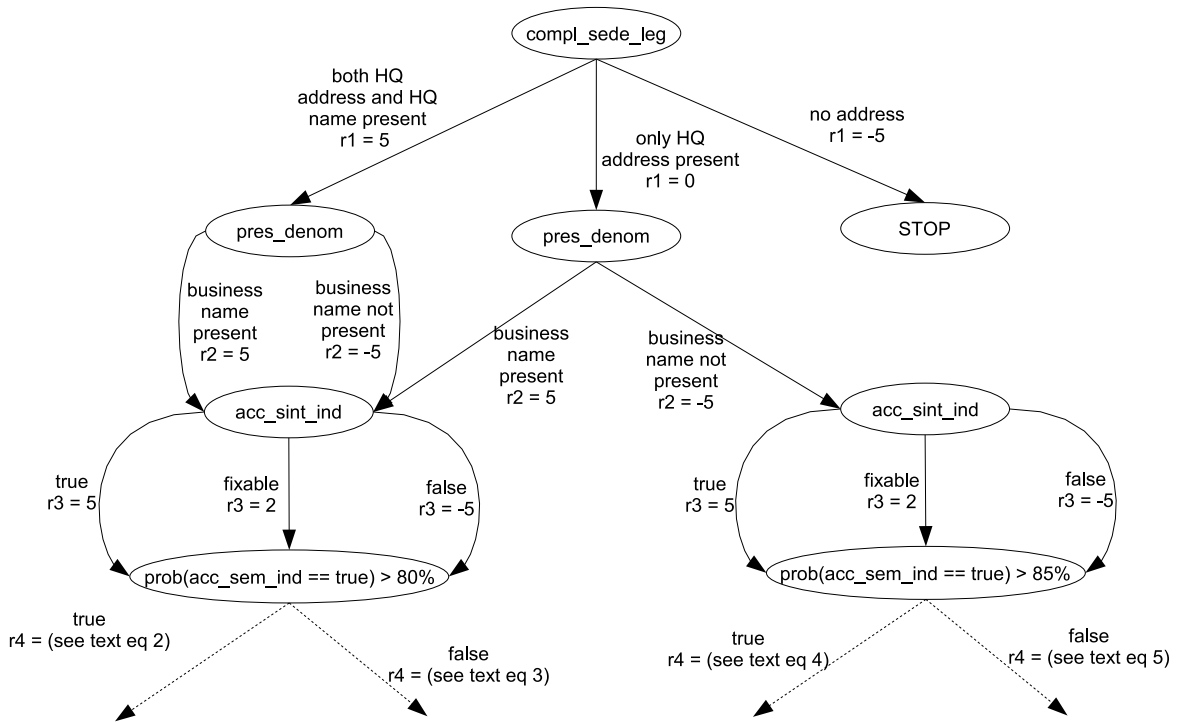 compl_sede_leg
both HQ
address and HQ
name present
r1 = 5
only HQ
address present
r1 = 0
no address
r1 = -5
pres_denom
pres_denom
STOP
business
name
present
r2 = 5
business
name not
present
r2 = -5
business
name
present
r2 = 5
business
name not
present
r2 = -5
acc_sint_ind
acc_sint_ind
true
r3 = 5
fixable
r3 = 2
false
r3 = -5
true
r3 = 5
fixable
r3 = 2
false
r3 = -5
prob(acc_sem_ind == true) > 80%
prob(acc_sem_ind == true) > 85%
true
r4 = (see text eq 2)
false
r4 = (see text eq 3)
true
r4 = (see text eq 4)
false
r4 = (see text eq 5)